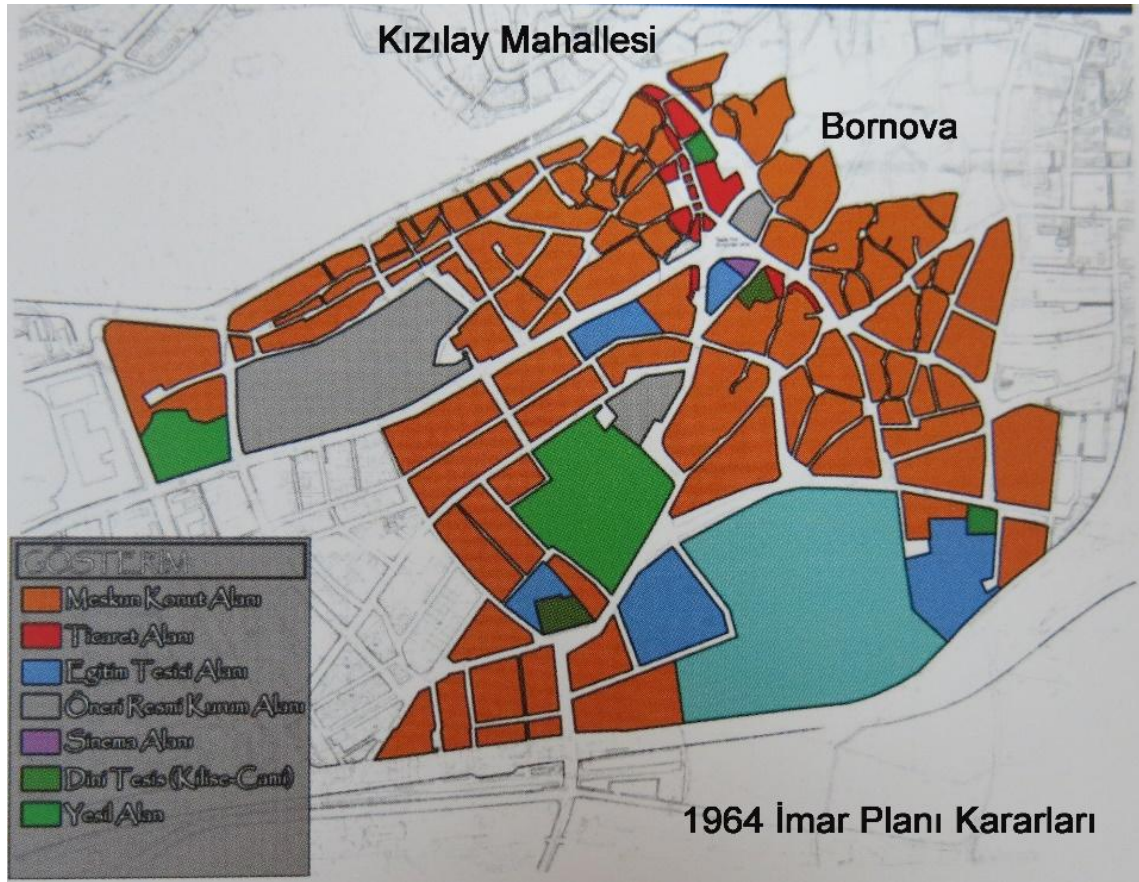 Kızılay Mahallesi
Bornova
GÖSTERİM
Meskun Konut Alanı
Ticaret Alanı
Eğitim Tesisi Alanı
Öneri Resmi Kurum Alanı
Sinema Alanı
Dini Tesis (Kilise-Cami)
Yesil Alan
1964 İmar Planı Kararları